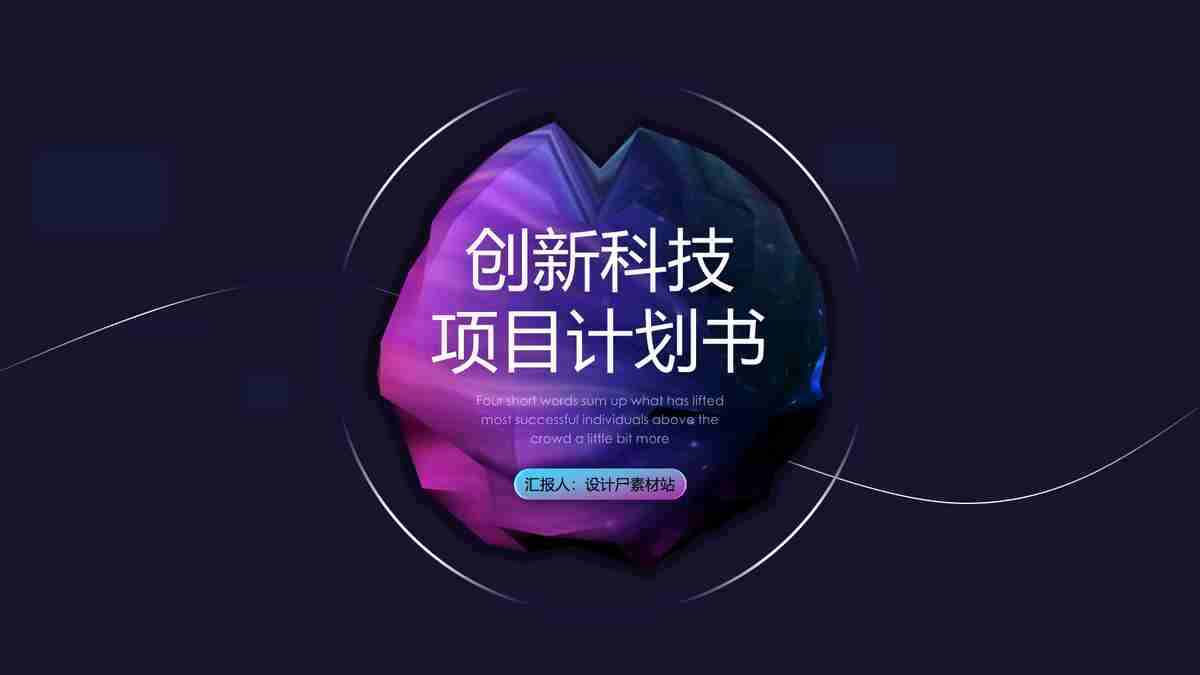 创新科技
项目计划书
Four short words sum up what has lifted
most successful individuals above the
crowd a little bit more
汇报人：设计尸素材站